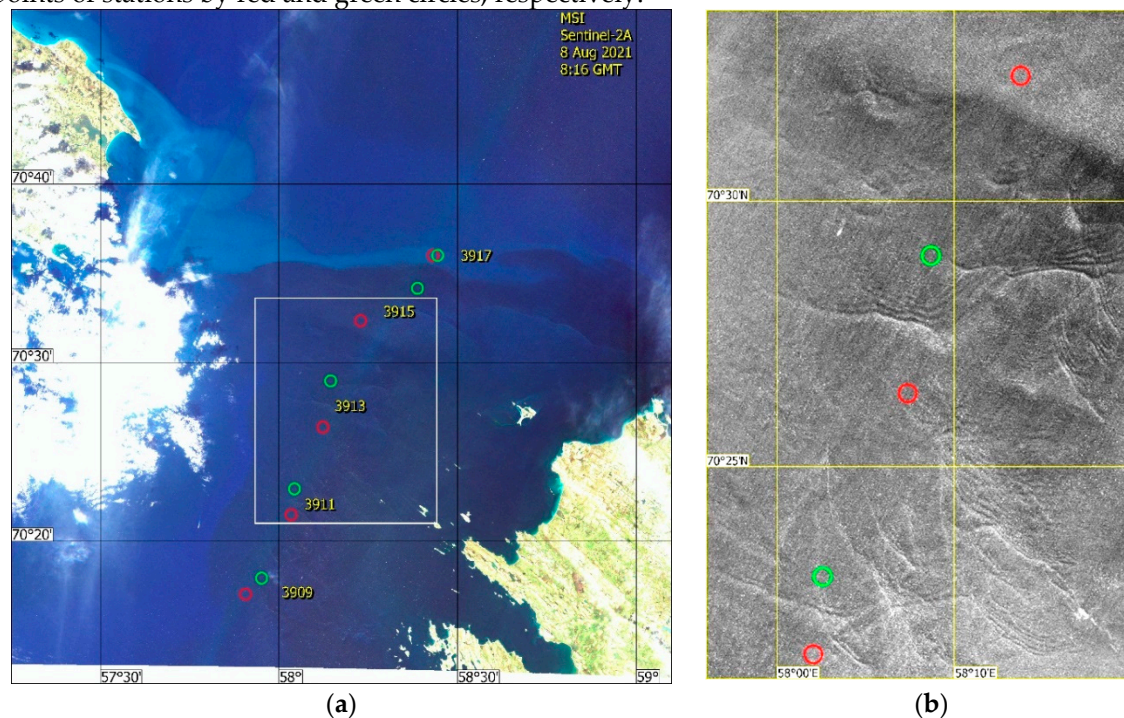 points of stations by red and green circles, respectively.
MSI
Sentinel-2A
8 Aug 2021
8:16 GMT
70°40'
3917
3915
70°30'
3913
3911
70°20'
3909
57°30'
58°
58°30'
59°
(a)
70°30'N
70°25'N
58°00'E
58°10'E
(b)